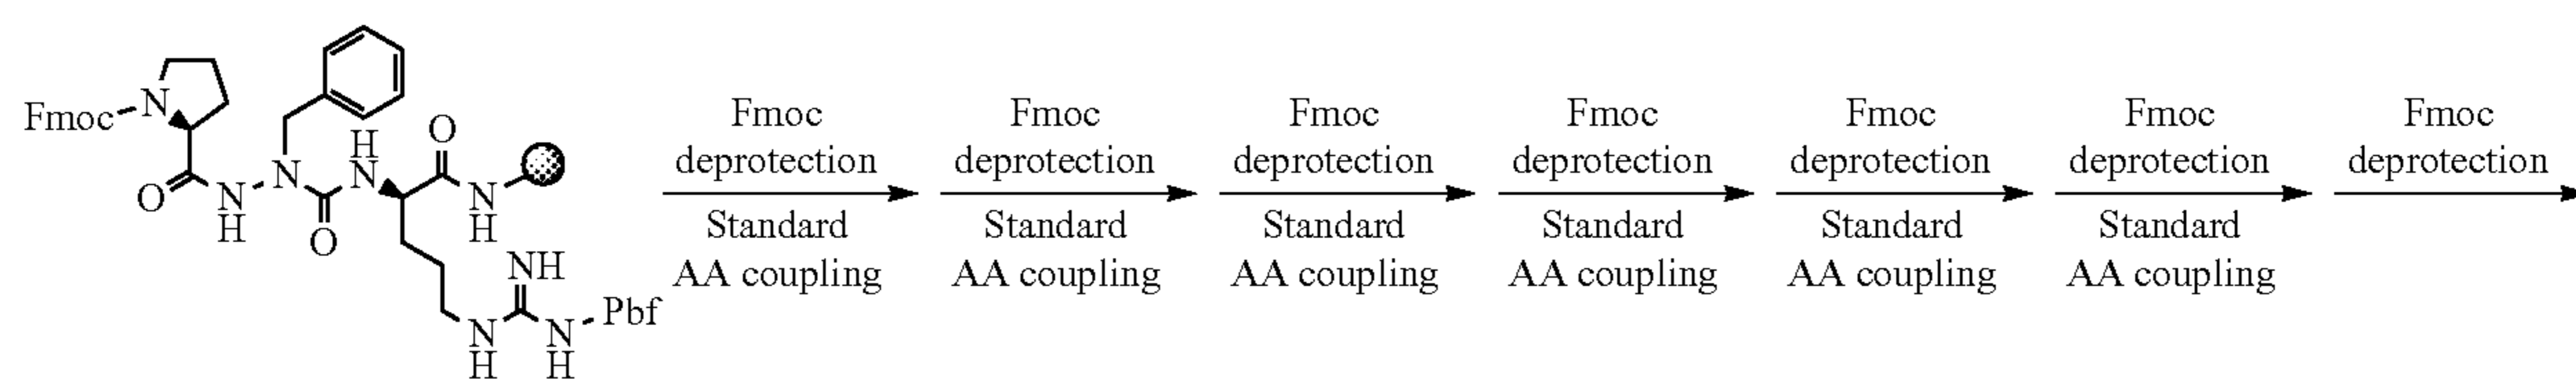 Fmoc
N
O
N
H
N
O
H
N
O
N
H
NH
N
H
N
H
Pbf
Fmoc
deprotection
Standard
AA coupling
Fmoc
deprotection
Standard
AA coupling
Fmoc
deprotection
Standard
AA coupling
Fmoc
deprotection
Standard
AA coupling
Fmoc
deprotection
Standard
AA coupling
Fmoc
deprotection
Standard
AA coupling
Fmoc
deprotection